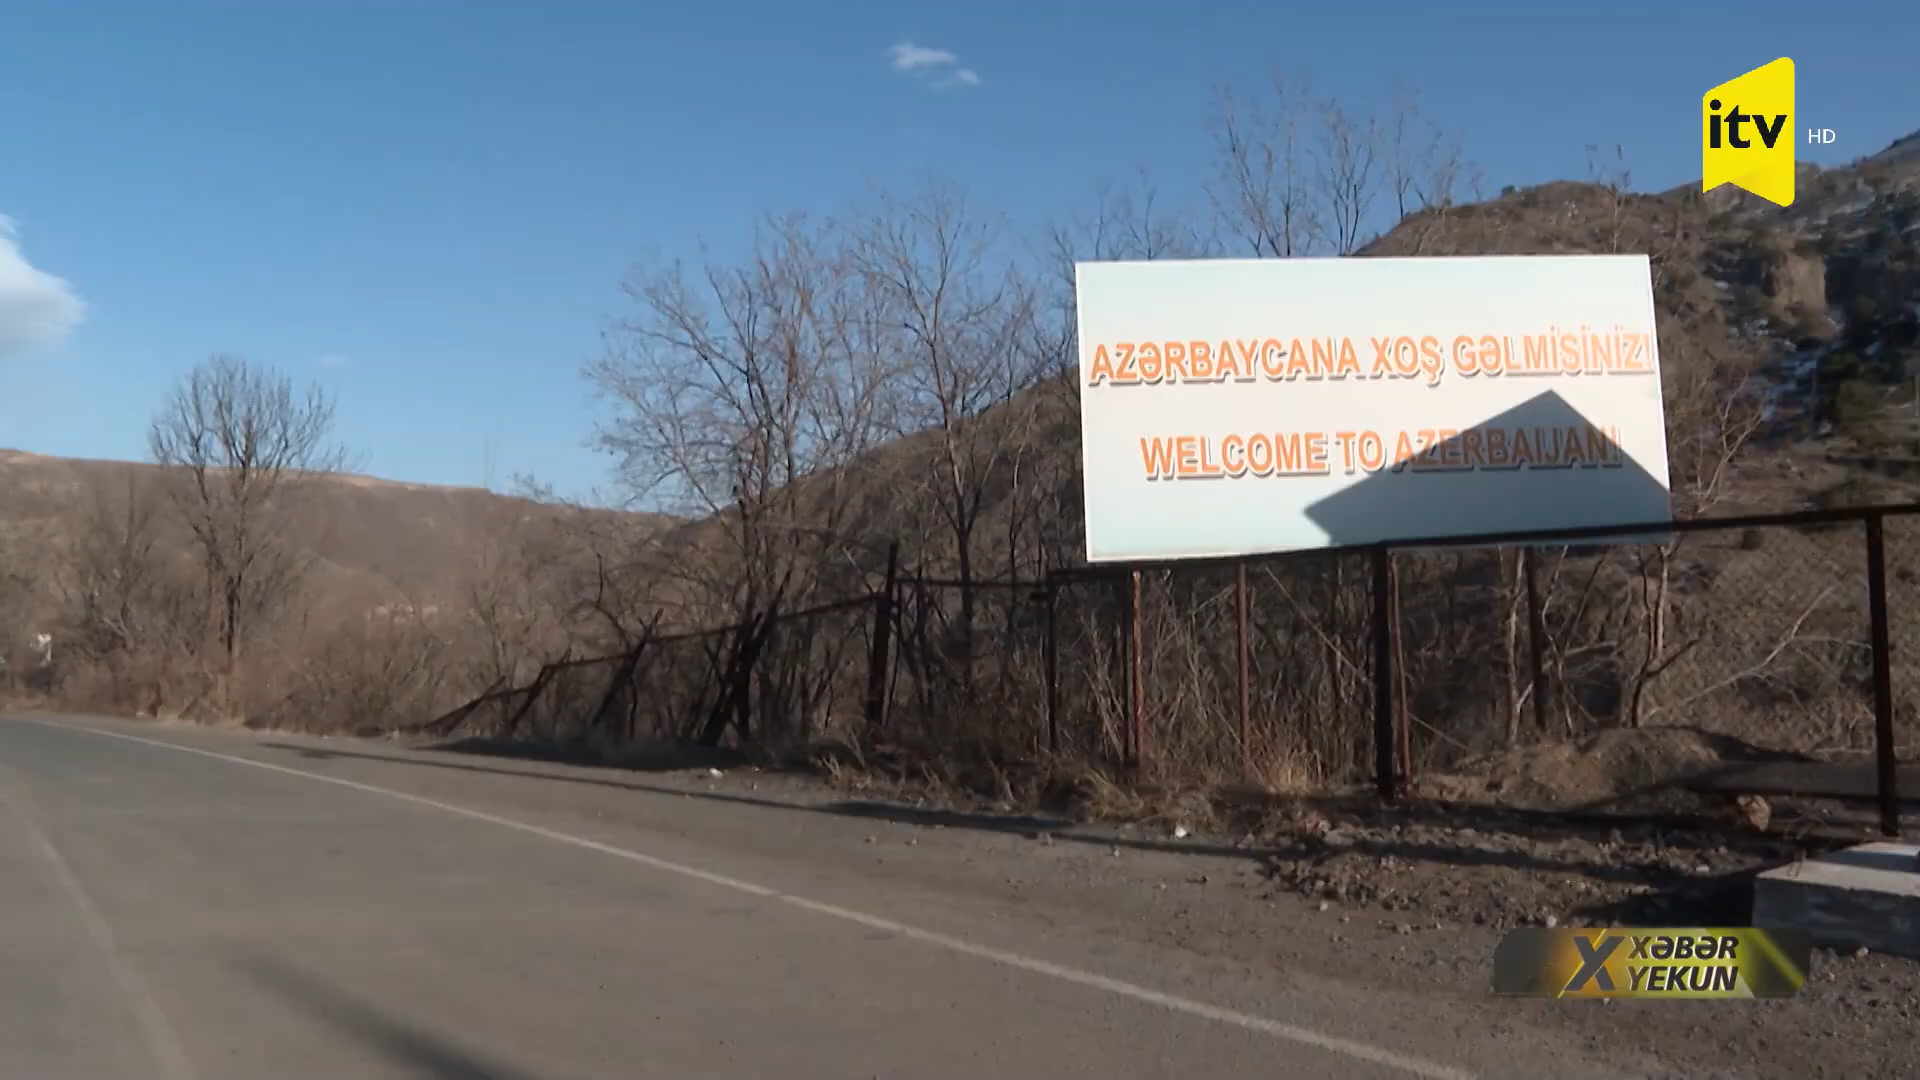 itv HD
AZƏRBAYCANA XOŞ GƏLMİSİNİZ!
WELCOME TO AZERBAIJAN!
X XƏBƏR
YEKUN